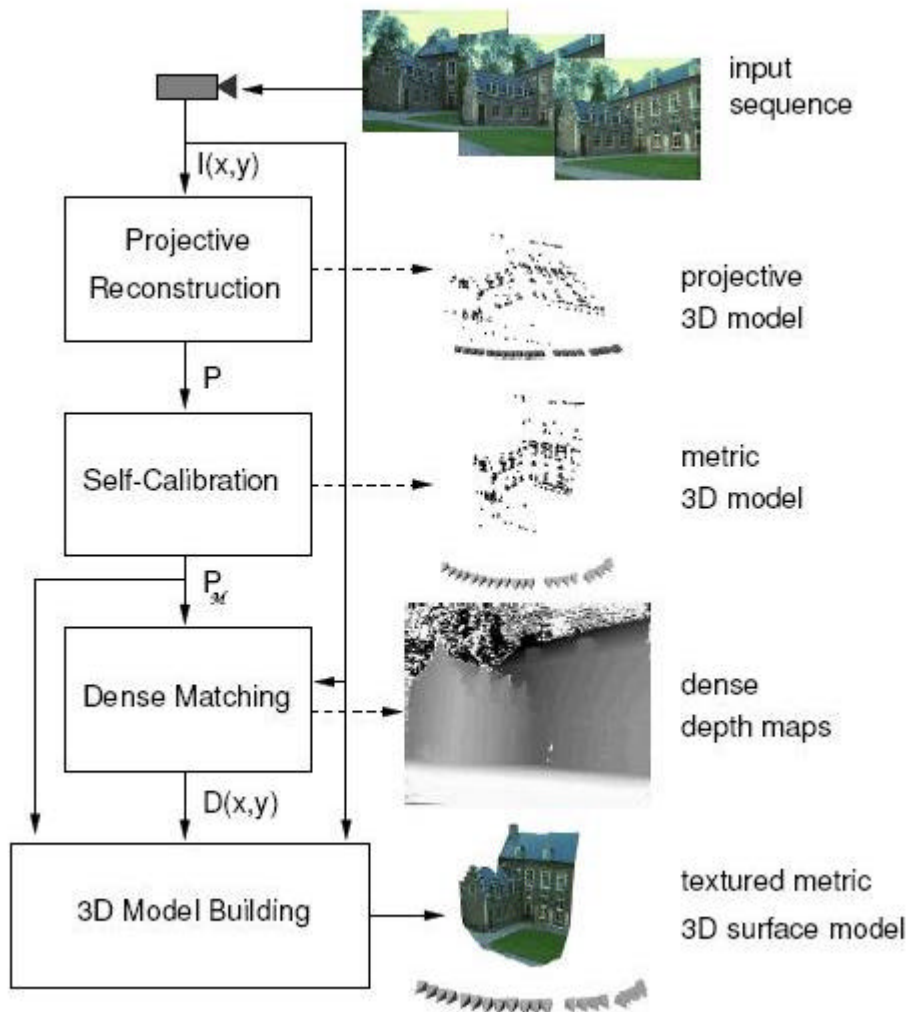 input
sequence
I(x,y)
Projective
Reconstruction
projective
3D model
P
Self-Calibration
metric
3D model
P_M
Dense Matching
dense
depth maps
D(x,y)
3D Model Building
textured metric
3D surface model